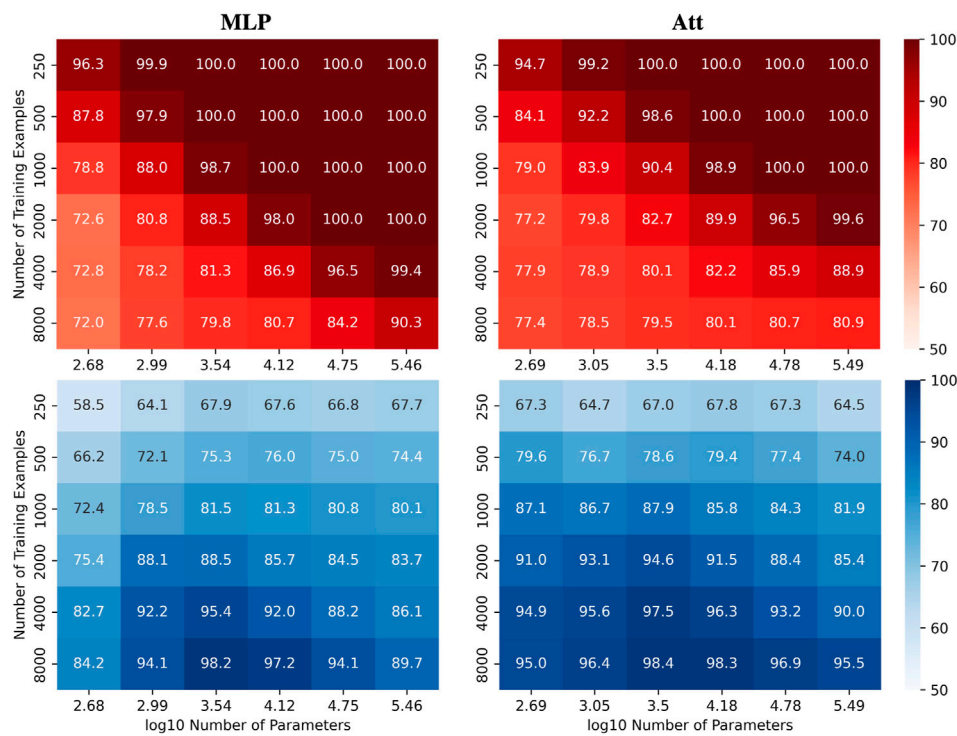 MLP Att
250 96.3 99.9 100.0 100.0 100.0 100.0 250 94.7 99.2 100.0 100.0 100.0 100.0 100
500 87.8 97.9 100.0 100.0 100.0 100.0 500 84.1 92.2 98.6 100.0 100.0 100.0 90
1000 78.8 88.0 98.7 100.0 100.0 100.0 1000 79.0 83.9 90.4 98.9 100.0 100.0 80
2000 72.6 80.8 88.5 98.0 100.0 100.0 2000 77.2 79.8 82.7 89.9 96.5 99.6 70
4000 72.8 78.2 81.3 86.9 96.5 99.4 4000 77.9 78.9 80.1 82.2 85.9 88.9 60
8000 72.0 77.6 79.8 80.7 84.2 90.3 8000 77.4 78.5 79.5 80.1 80.7 80.9 50
Number of Training Examples
2.68 2.99 3.54 4.12 4.75 5.46 2.69 3.05 3.5 4.18 4.78 5.49
250 58.5 64.1 67.9 67.6 66.8 67.7 250 67.3 64.7 67.0 67.8 67.3 64.5 100
500 66.2 72.1 75.3 76.0 75.0 74.4 500 79.6 76.7 78.6 79.4 77.4 74.0 90
1000 72.4 78.5 81.5 81.3 80.8 80.1 1000 87.1 86.7 87.9 85.8 84.3 81.9 80
2000 75.4 88.1 88.5 85.7 84.5 83.7 2000 91.0 93.1 94.6 91.5 88.4 85.4 70
4000 82.7 92.2 95.4 92.0 88.2 86.1 4000 94.9 95.6 97.5 96.3 93.2 90.0 60
8000 84.2 94.1 98.2 97.2 94.1 89.7 8000 95.0 96.4 98.4 98.3 96.9 95.5 50
Number of Training Examples
2.68 2.99 3.54 4.12 4.75 5.46 2.69 3.05 3.5 4.18 4.78 5.49
log10 Number of Parameters log10 Number of Parameters